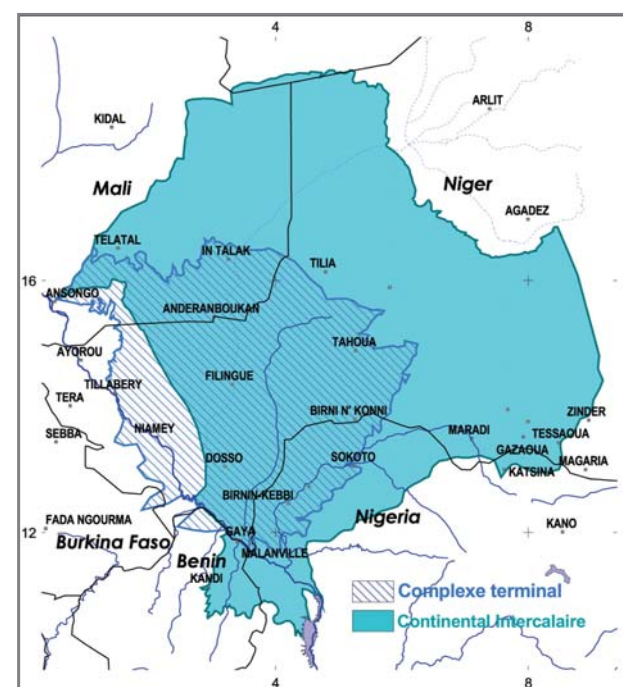 4 8
KIDAL
ARLIT
Mali
Niger
AGADEZ
TELATAL
IN TALAK
TILIA
16 16
ANSONGO
ANDERANBOUKAN
AYOROU
TAHOUA
TILLABERY
FILINGUE
TERA
BIRNI N' KONNI
ZINDER
NIAMEY
MARADI
TESSAOUA
SEBBA
GAZAOUA
DOSSO
SOKOTO
MAGARIA
KATSINA
BIRNIN-KEBBI
Nigeria
FADA NGOURMA
KANO
12 12
GAYA
Burkina Faso
MALANVILLE
Benin
KANDI
Complexe terminal
Continental Intercalaire
4 8